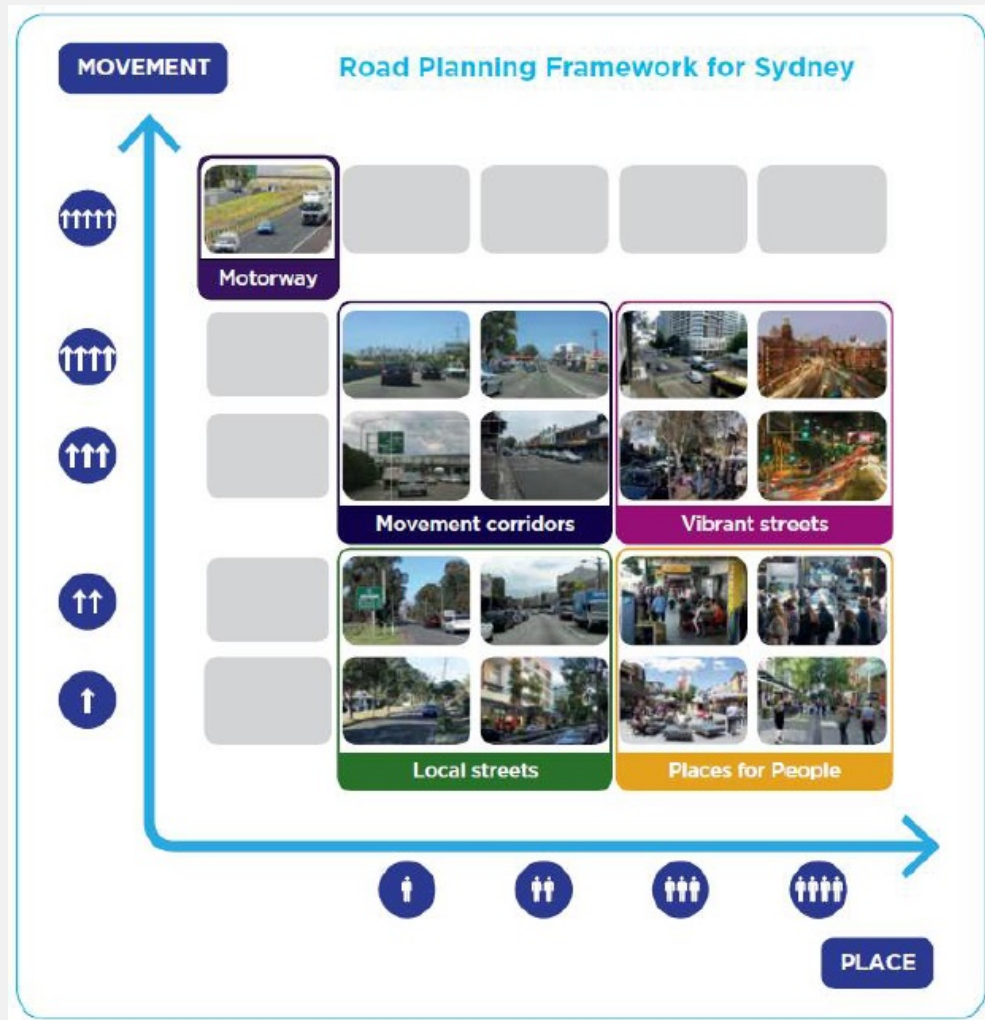 MOVEMENT
Road Planning Framework for Sydney
Motorway
Movement corridors
Vibrant streets
Local streets
Places for People
PLACE